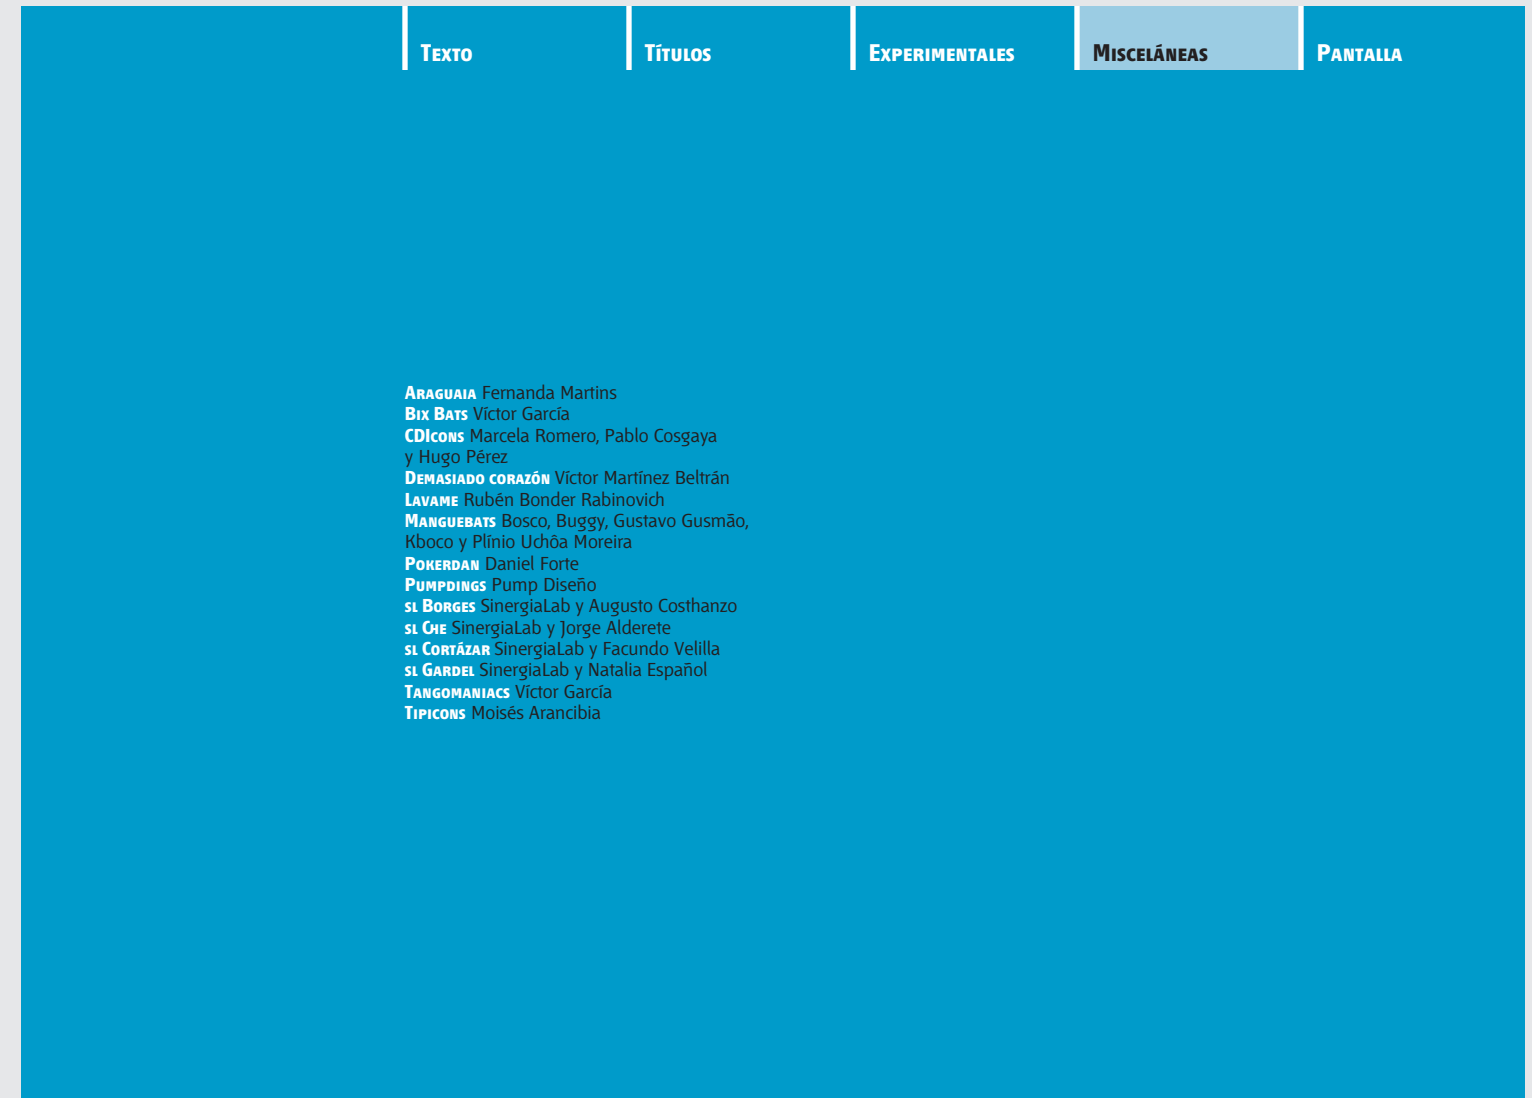 Texto
Títulos
Experimentales
Misceláneas
Pantalla
Araguaia Fernanda Martins
Bix Bats Víctor García
CDIcons Marcela Romero, Pablo Cosgaya
y Hugo Pérez
Demasiado corazón Víctor Martínez Beltrán
Lavame Rubén Bonder Rabinovich
Manguebats Bosco, Buggy, Gustavo Gusmão,
Kboco y Plínio Uchôa Moreira
Pokerdan Daniel Forte
Pumpdings Pump Diseño
sl Borges SinergiaLab y Augusto Costhanzo
sl Che SinergiaLab y Jorge Alderete
sl Cortázar SinergiaLab y Facundo Velilla
sl Gardel SinergiaLab y Natalia Español
Tangomaniacs Víctor García
Tipicons Moisés Arancibia